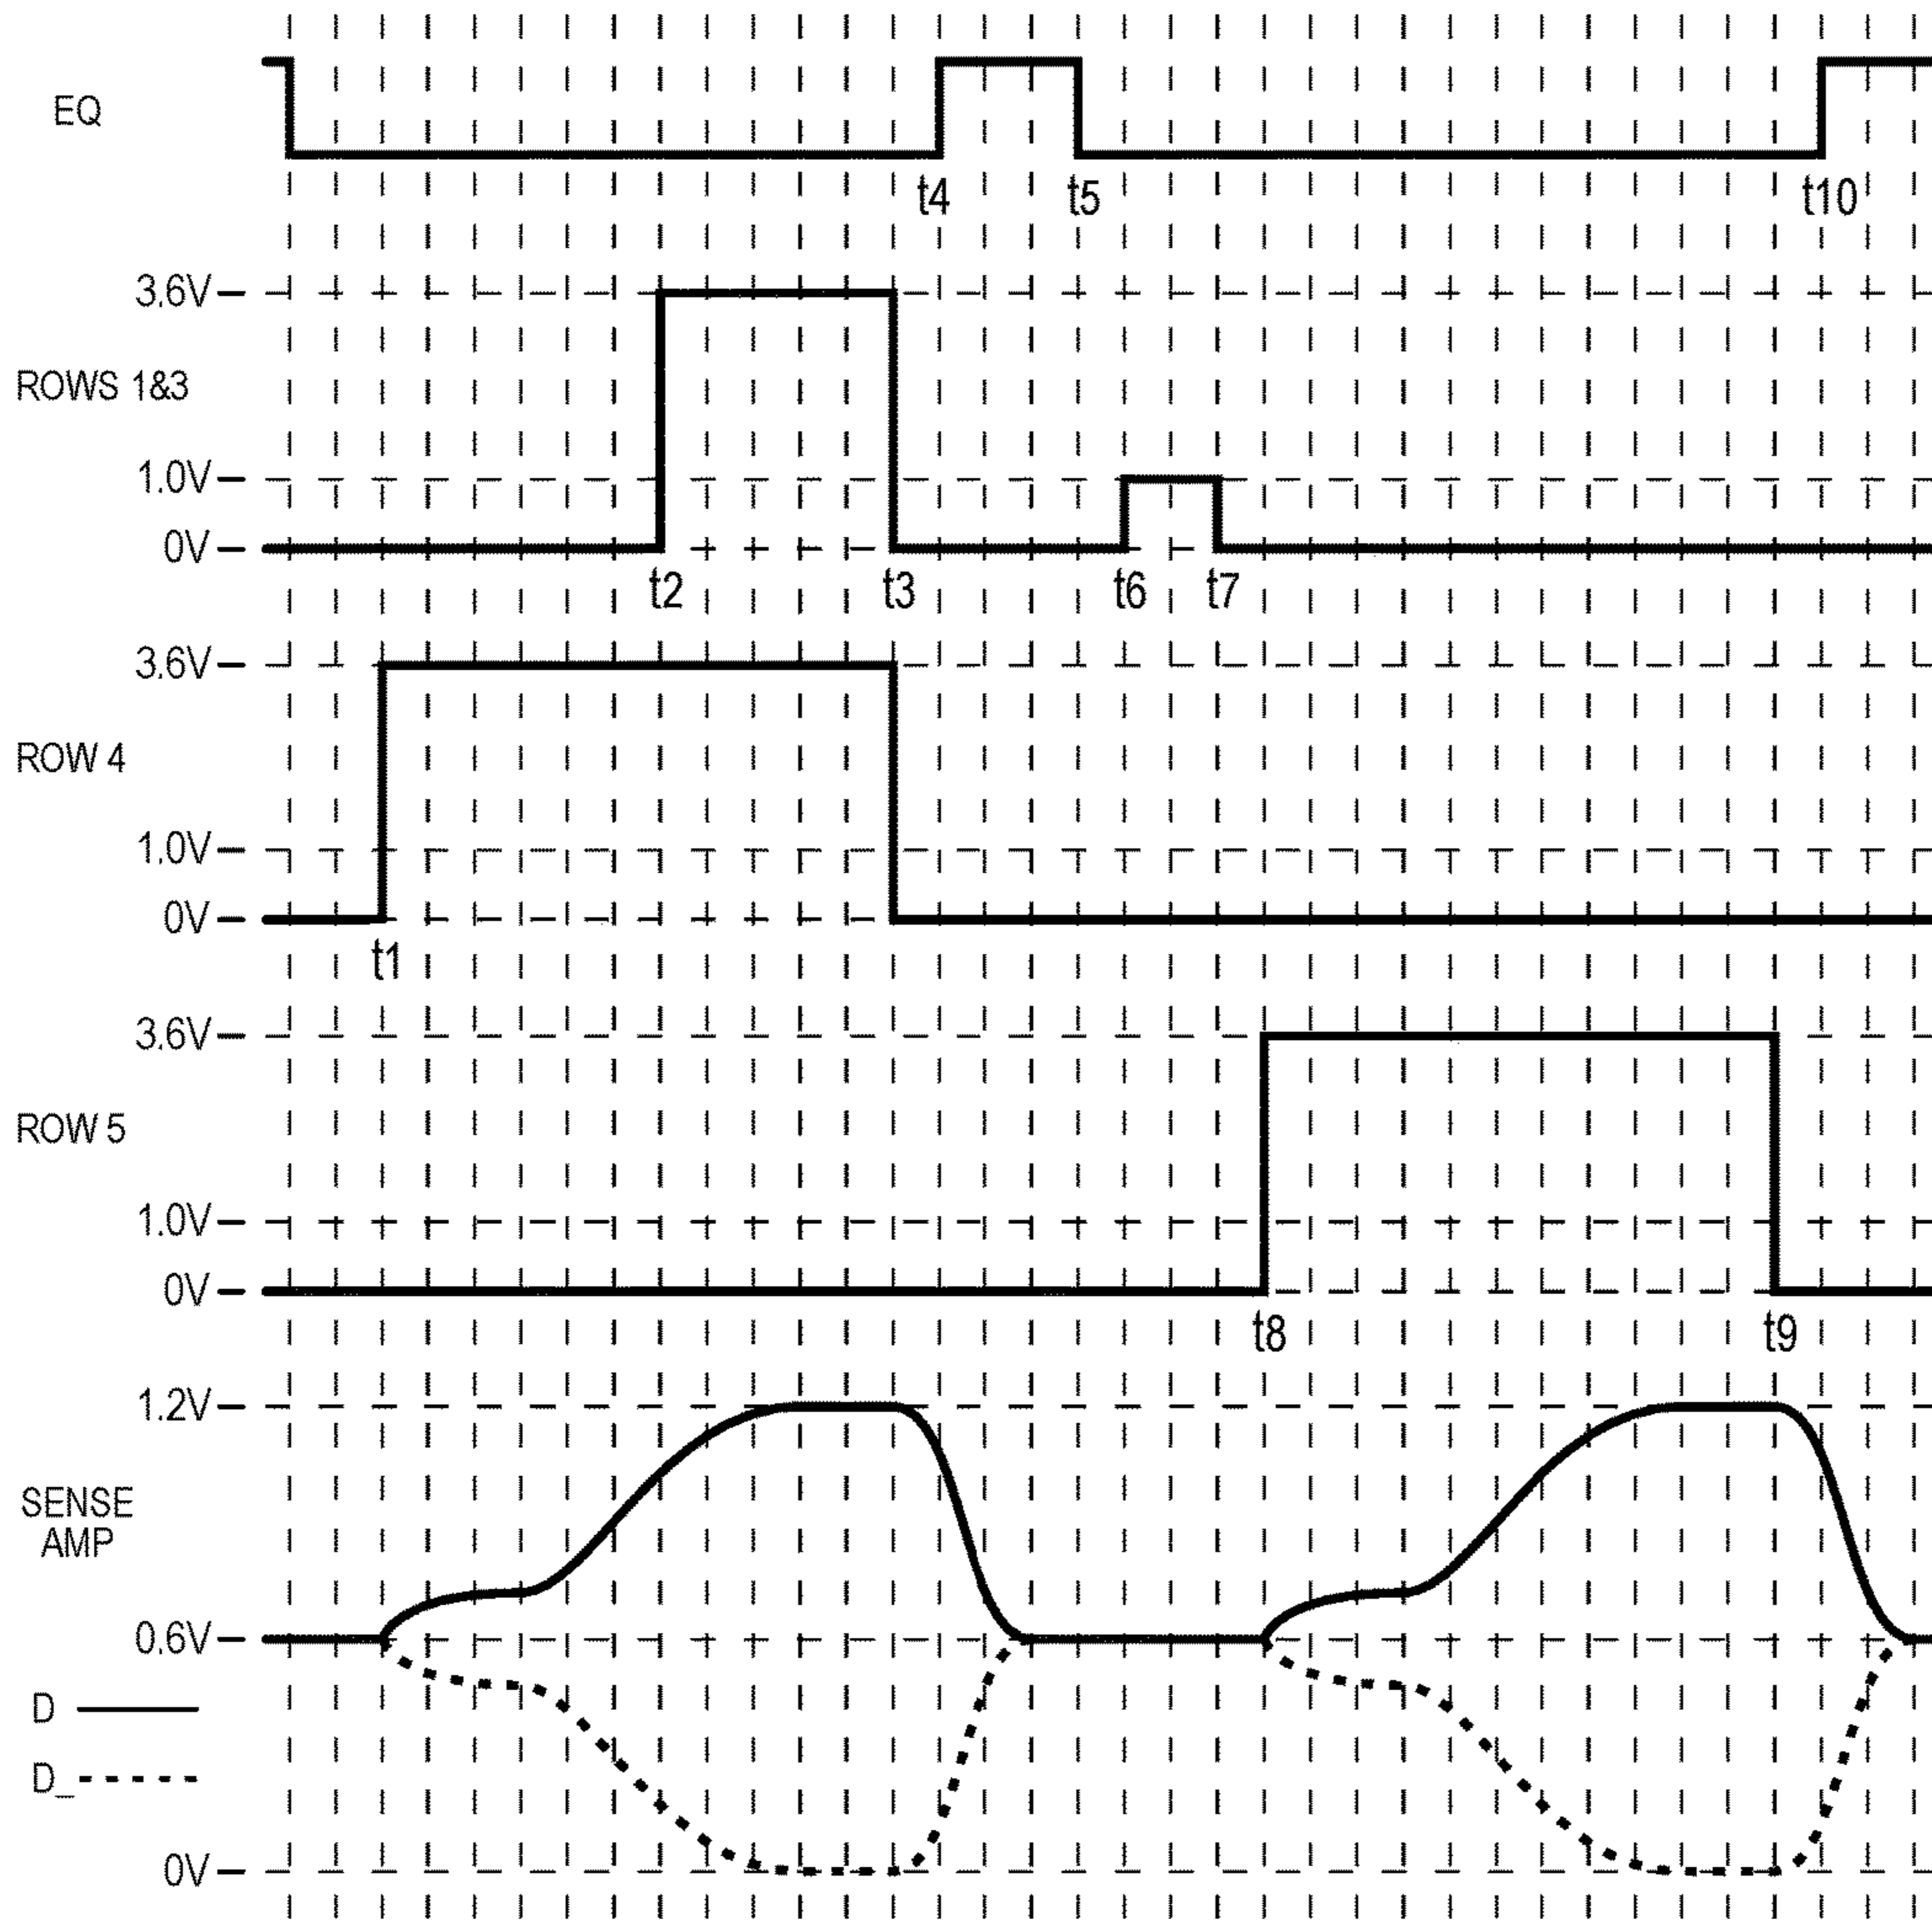 EQ
t4 t5 t10
3.6V
ROWS 1&3
1.0V
0V
t2 t3 t6 t7
3.6V
ROW 4
1.0V
0V
t1
3.6V
ROW 5
1.0V
0V
t8 t9
1.2V
SENSE
AMP
0.6V
D
D_
0V